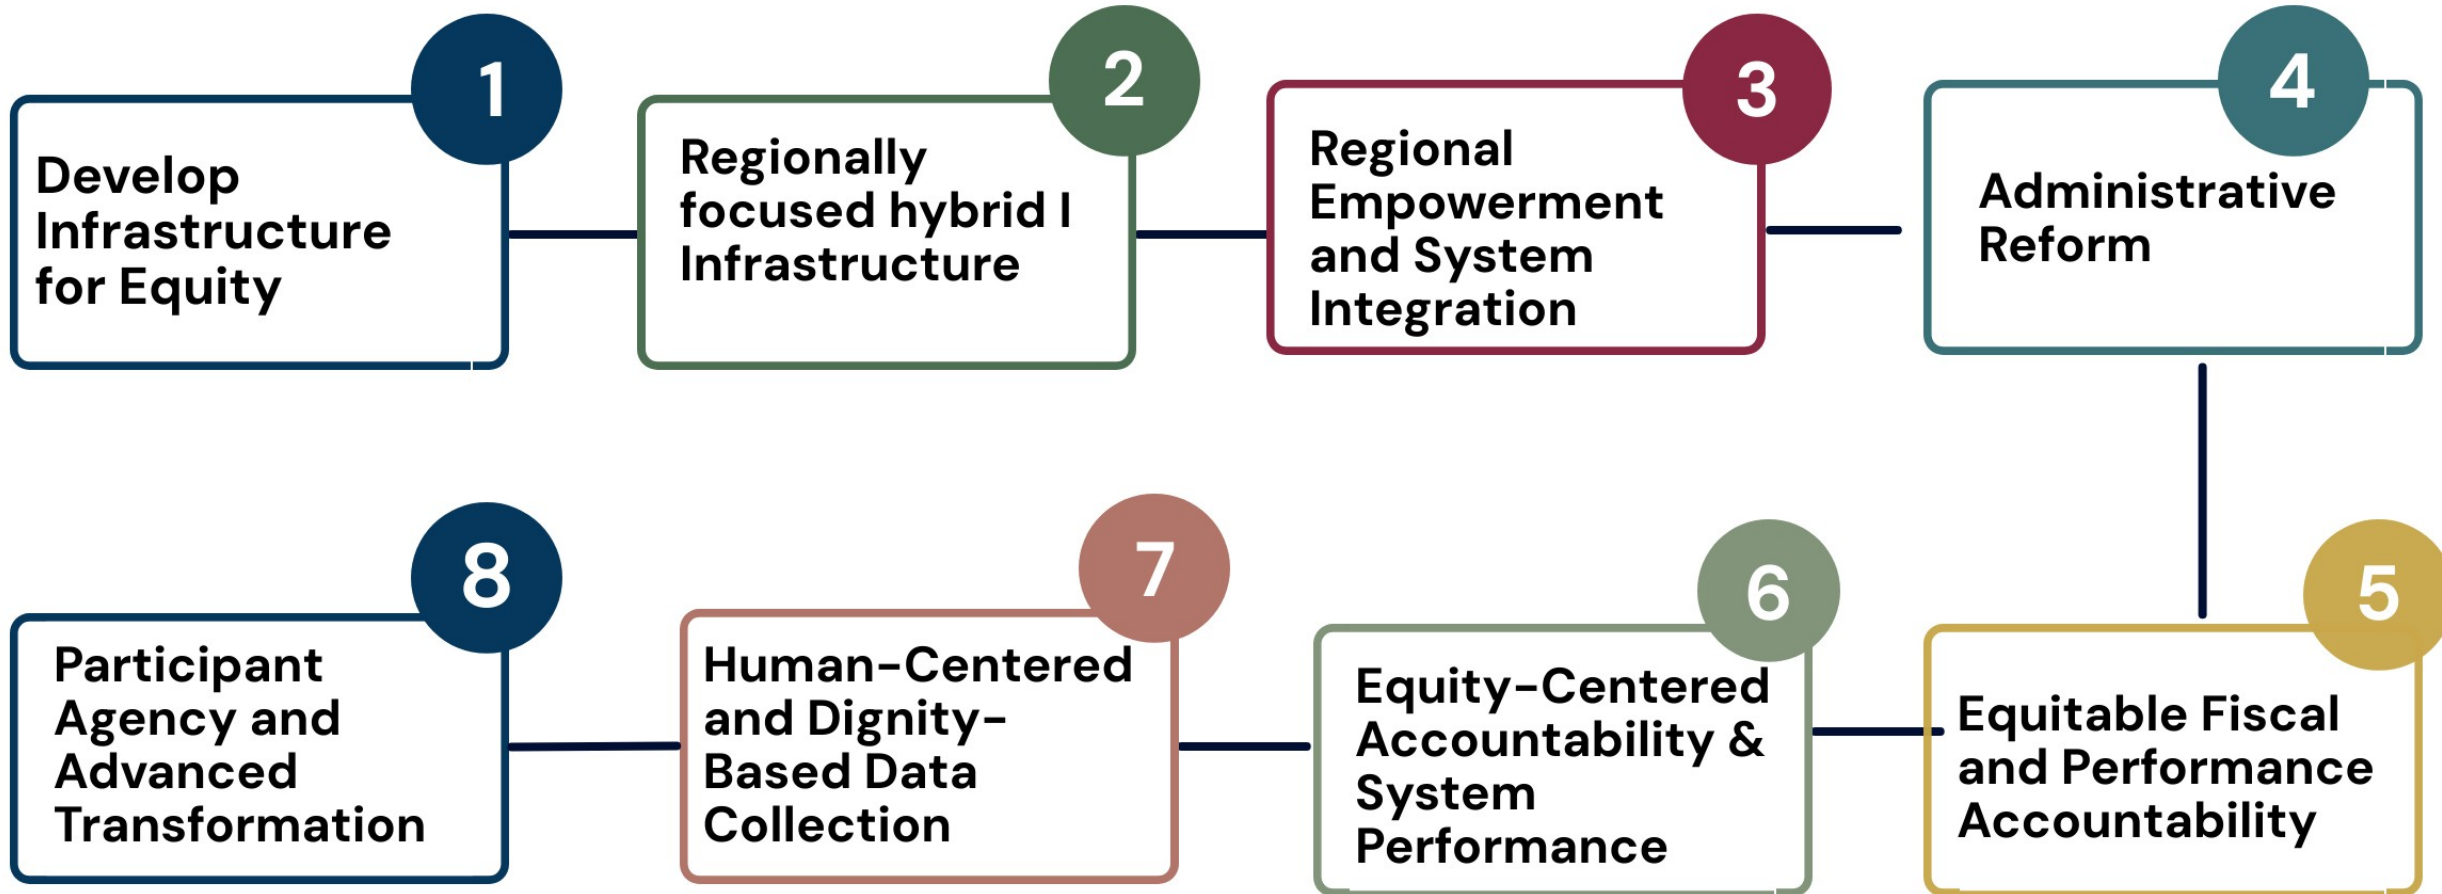 1
Develop
Infrastructure
for Equity
2
Regionally
focused hybrid I
Infrastructure
3
Regional
Empowerment
and System
Integration
4
Administrative
Reform
5
Equitable Fiscal
and Performance
Accountability
6
Equity-Centered
Accountability &
System
Performance
7
Human-Centered
and Dignity-
Based Data
Collection
8
Participant
Agency and
Advanced
Transformation